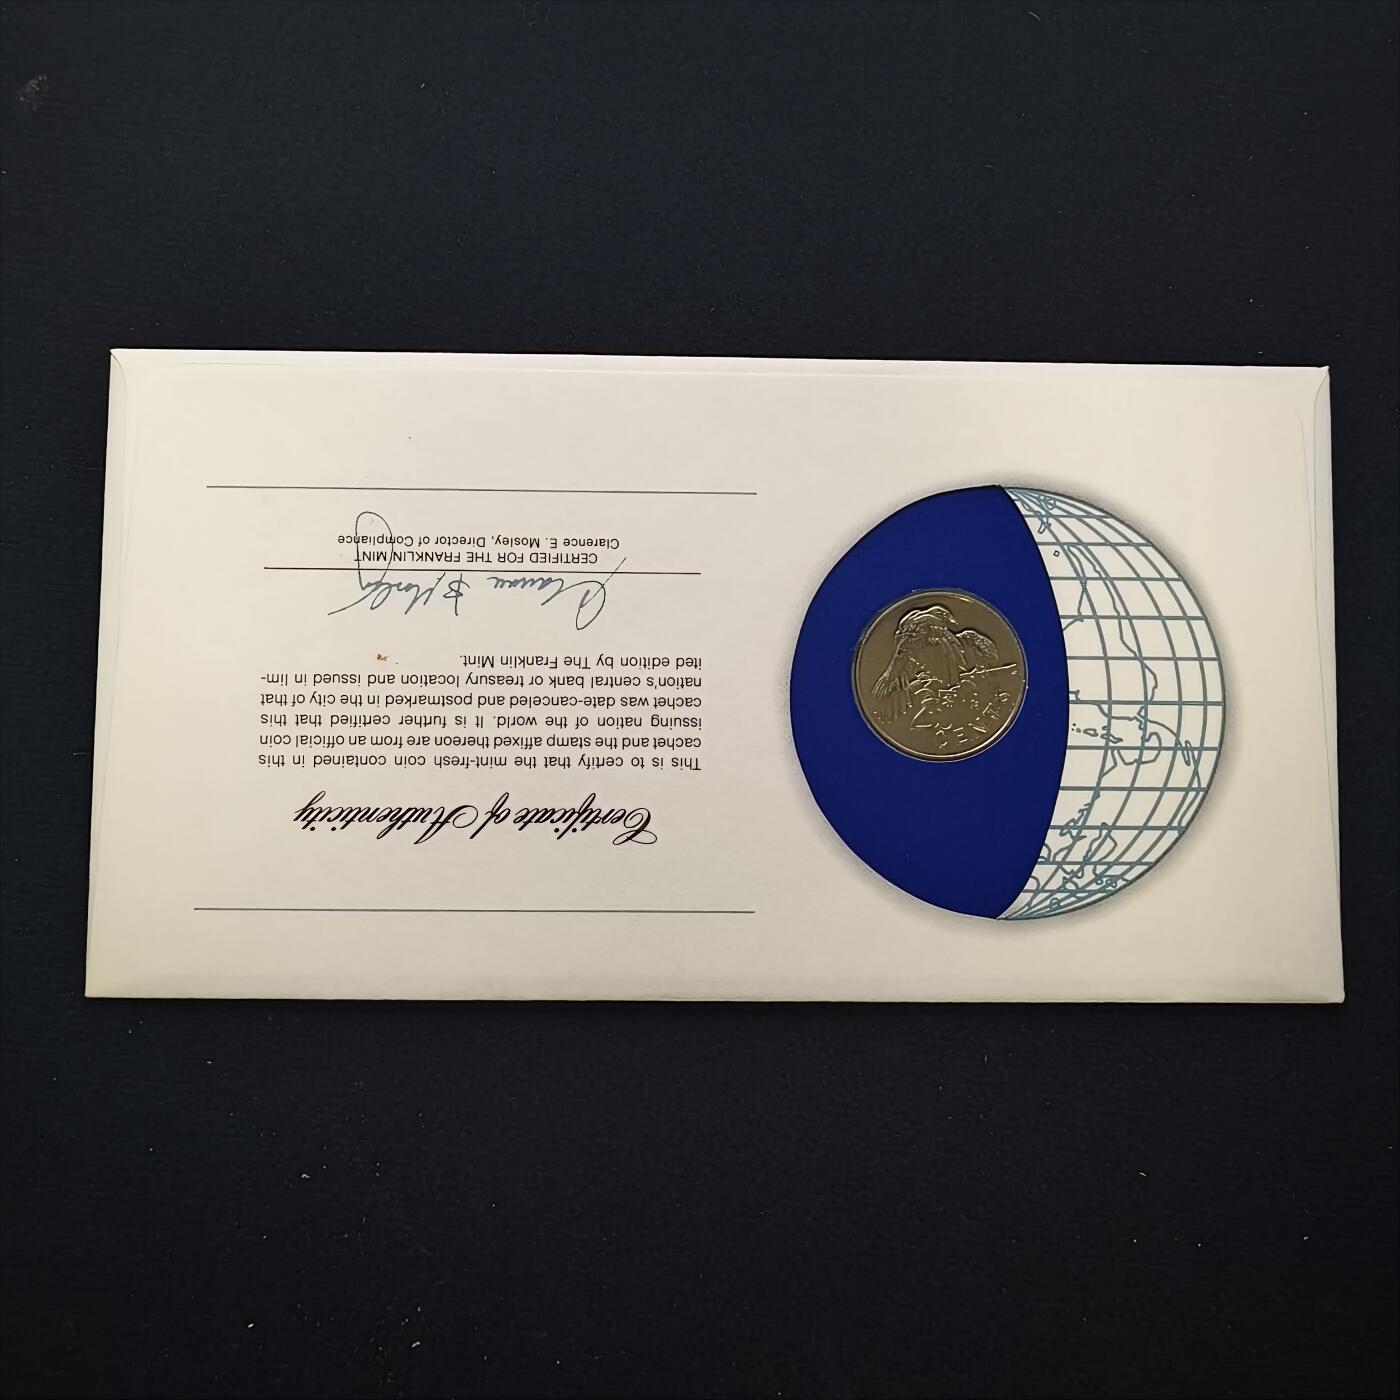 Certificate of Authenticity
This is to certify that the mint-fresh coin contained in this
cachet and the stamp affixed thereon are from an official coin
issuing nation of the world. It is further certified that this
cachet was date-canceled and postmarked in the city of that
nation's central bank or treasury location and issued in lim-
ited edition by The Franklin Mint.
CERTIFIED FOR THE FRANKLIN MINT
Clarence E. Mosley, Director of Compliance
CENTS